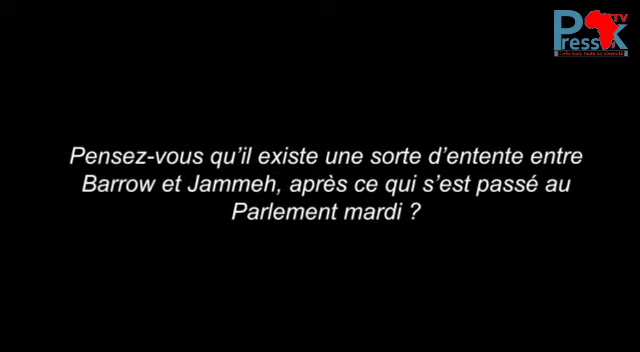 PressAfrik TV
Pensez-vous qu’il existe une sorte d’entente entre
Barrow et Jammeh, après ce qui s’est passé au
Parlement mardi ?